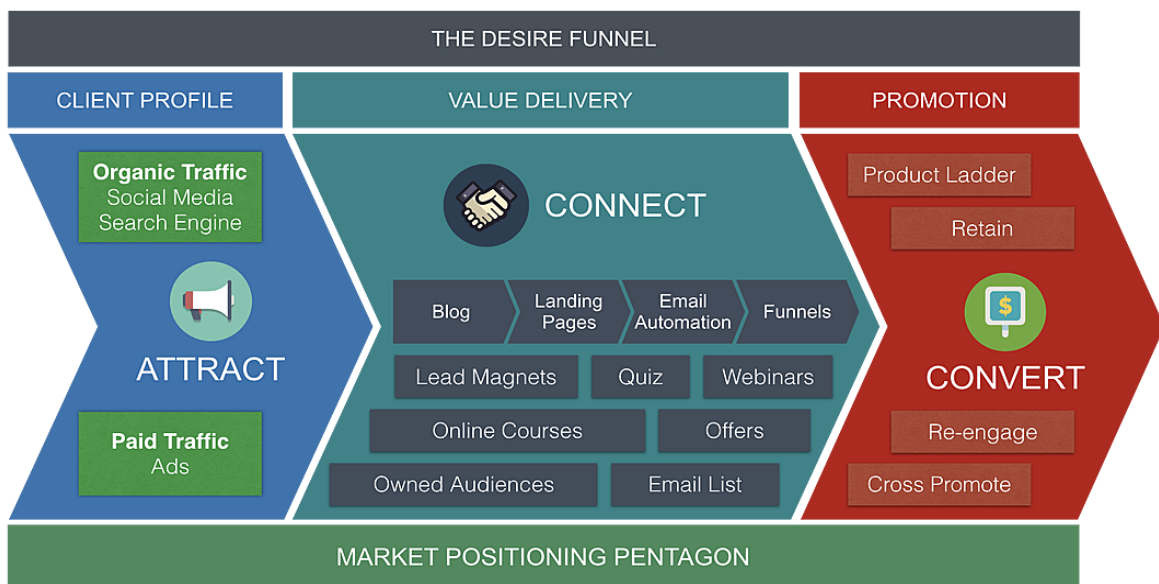 THE DESIRE FUNNEL
CLIENT PROFILE
VALUE DELIVERY
PROMOTION
Organic Traffic
Social Media
Search Engine
ATTRACT
Paid Traffic
Ads
CONNECT
Blog
Landing
Pages
Email
Automation
Funnels
Lead Magnets
Quiz
Webinars
Online Courses
Offers
Owned Audiences
Email List
Product Ladder
Retain
$
CONVERT
Re-engage
Cross Promote
MARKET POSITIONING PENTAGON